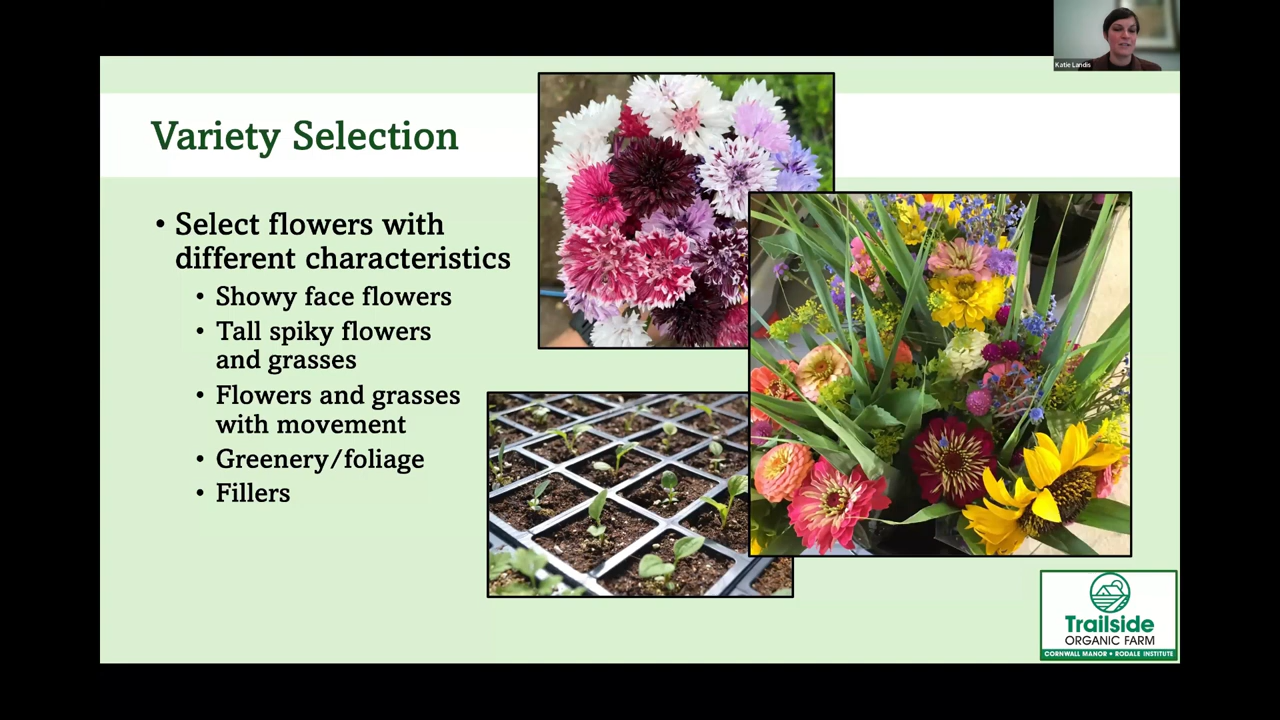 Katie Landis
Variety Selection
• Select flowers with
different characteristics
• Showy face flowers
• Tall spiky flowers
and grasses
• Flowers and grasses
with movement
• Greenery/foliage
• Fillers
Trailside
ORGANIC FARM
CORNWALL MANOR • RODALE INSTITUTE